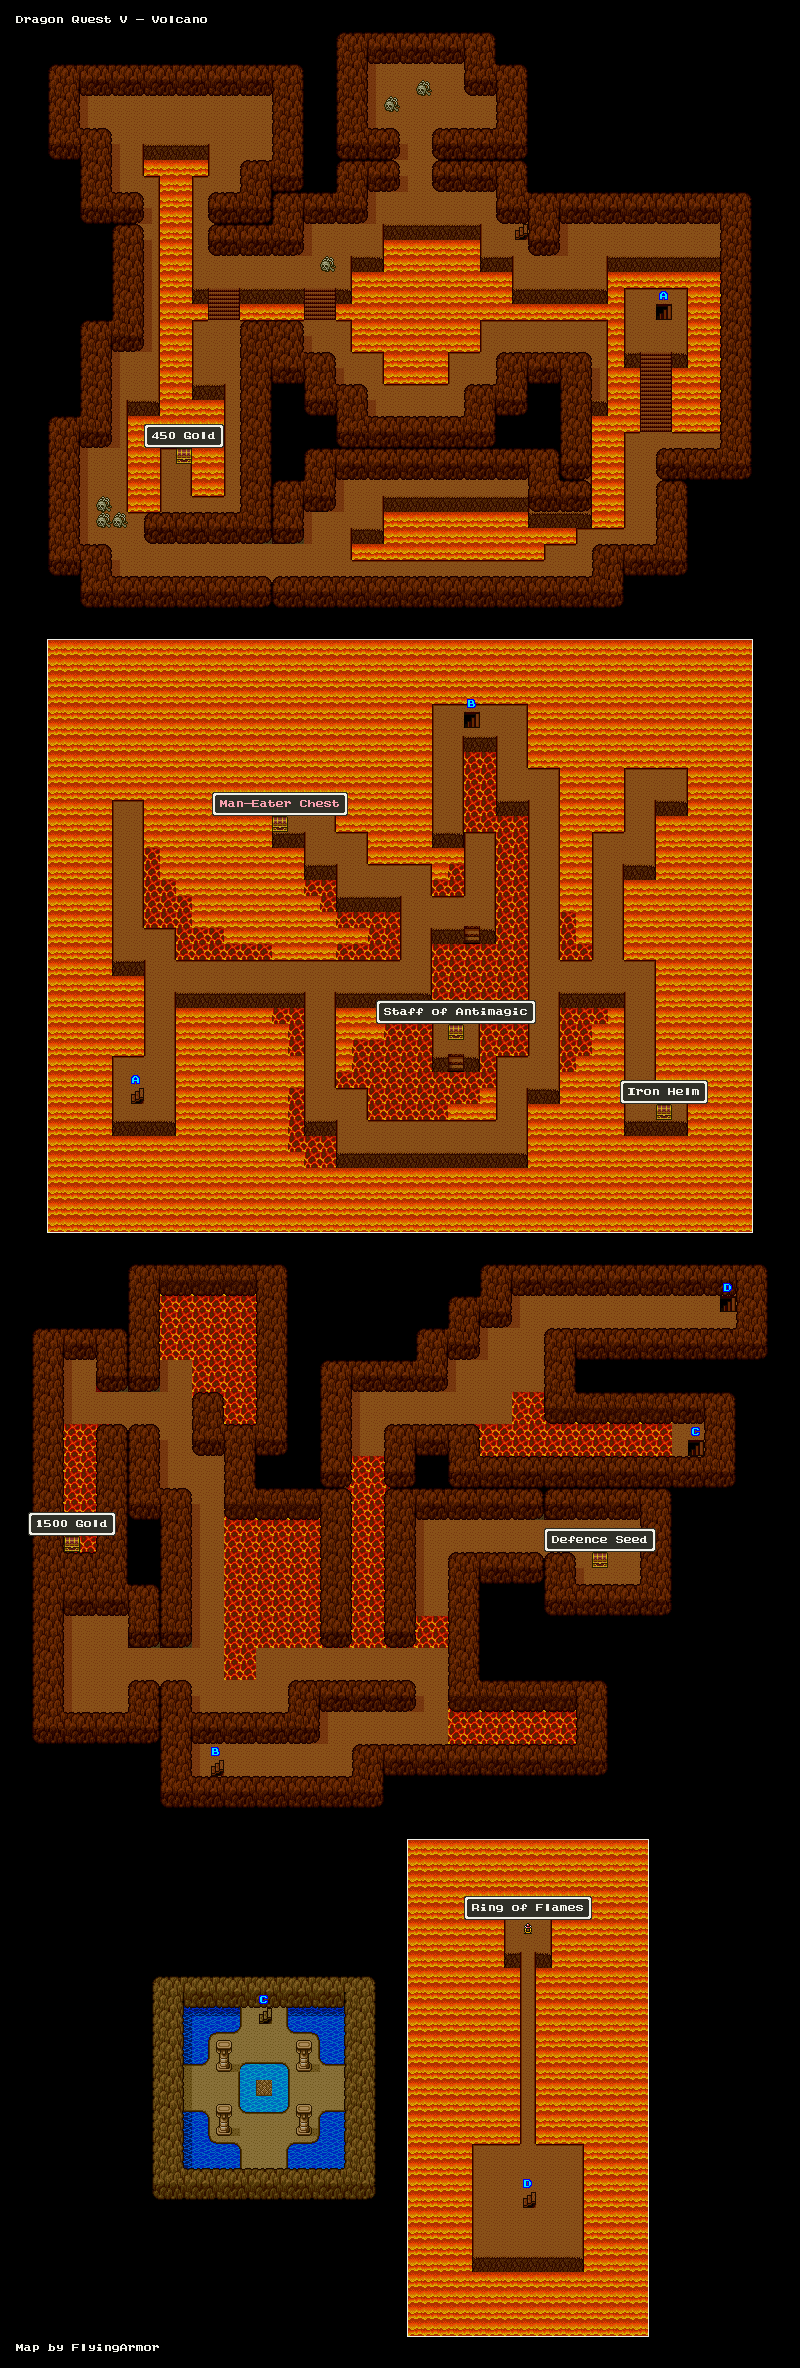 Dragon Quest V – Volcano
A
450 Gold
B
Man-Eater Chest
Staff of Antimagic
A
Iron Helm
D
C
1500 Gold
Defence Seed
B
Ring of Flames
C
D
Map by FlyingArmor